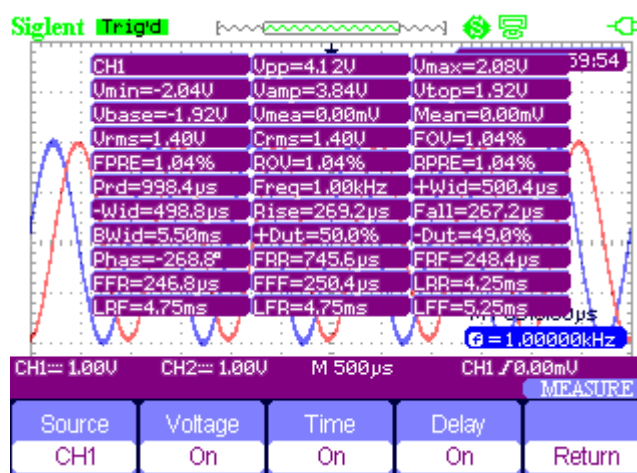 Siglent Trig'd
59:54
CH1 Vpp=4.12V Vmax=2.08V
Vmin=-2.04V Vamp=3.84V Vtop=1.92V
Vbase=-1.92V Vmea=0.00mV Mean=0.00mV
Vrms=1.40V Crms=1.40V FOV=1.04%
FPRE=1.04% ROV=1.04% RPRE=1.04%
Prd=998.4µs Freq=1.00kHz +Wid=500.4µs
-Wid=498.8µs Rise=269.2µs Fall=267.2µs
BWid=5.50ms +Dut=50.0% -Dut=49.0%
Phas=-268.8° FRR=745.6µs FRF=248.4µs
FFR=246.8µs FFF=250.4µs LRR=4.25ms
LRF=4.75ms LFR=4.75ms LFF=5.25ms
f = 1.00000kHz
CH1 1.00V CH2 1.00V M 500µs CH1 0.00mV
MEASURE
Source Voltage Time Delay
CH1 On On On Return